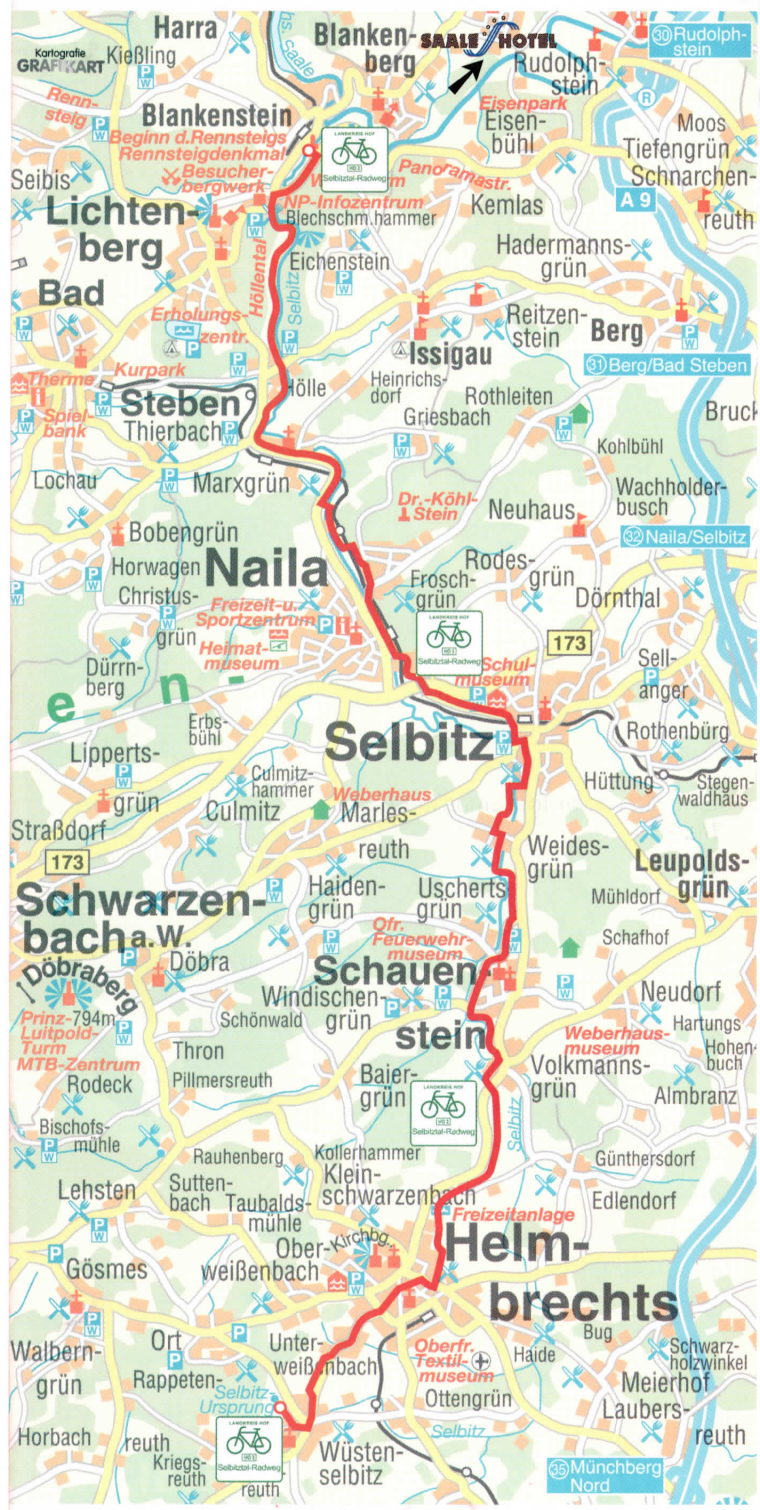 Harra
Kartografie
GRAFIKART
Kießling
Blanken-
berg
SAALE HOTEL
Rudolph-
stein
30 Rudolph-
stein
Saale
Renn-
steig
Blankenstein
Beginn d.Rennsteigs
Rennsteigdenkmal
Besucher-
bergwerk
LANDKREIS HOF
Selbitztal-Radweg
Eisenpark
Eisen-
bühl
R
Moos
Tiefengrün
Schnarchen-
reuth
A 9
Seibis
Lichten-
berg
Panoramastr.
NP-Infozentrum
Blechschm.hammer
Kemlas
Hadermanns-
grün
Höllental
Selbitz
Eichenstein
Bad
Steben
Erholungs-
zentr.
Issigau
Reitzen-
stein
Berg
31 Berg/Bad Steben
Therme
Kurpark
Spiel-
bank
Thierbach
Hölle
Heinrichs-
dorf
Rothleiten
Griesbach
Bruck
Kohlbühl
Lochau
Marxgrün
Dr.-Köhl-
Stein
Neuhaus
Wachholder-
busch
32 Naila/Selbitz
Bobengrün
Horwagen
Naila
Christus-
grün
Freizeit-u.
Sportzentrum
Heimat-
museum
Frosch-
grün
Rodes-
grün
Dörnthal
LANDKREIS HOF
Selbitztal-Radweg
173
Dürrn-
berg
e n -
Schul-
museum
Sell-
anger
Erbs-
bühl
Selbitz
Rothenbürg
Lipperts-
grün
Culmitz-
hammer
Culmitz
Weberhaus
Marles-
reuth
Hüttung
Stegen-
waldhaus
Straßdorf
173
Weides-
grün
Leupolds-
grün
Schwarzen-
bach a.W.
Haiden-
grün
Uscherts
grün
Mühldorf
Ofr.
Feuerwehr-
museum
Schafhof
Döbra
Döbraberg
794m
Prinz-
Luitpold-
Turm
MTB-Zentrum
Schauen-
stein
Windischen-
grün
Schönwald
Neudorf
Weberhaus-
museum
Hartungs
Hohen-
buch
Thron
Rodeck
Pillmersreuth
Baier-
grün
Volkmanns-
grün
Almbranz
LANDKREIS HOF
Selbitztal-Radweg
Selbitz
Bischofs-
mühle
Rauhenberg
Kollerhammer
Klein-
schwarzenbach
Günthersdorf
Lehsten
Sutten-
bach
Taubalds-
mühle
Edlendorf
Freizeitanlage
Ober-
weißenbach
Kirchbg.
Helm-
brechts
Gösmes
Walbern-
grün
Ort
Rappeten-
reuth
Unter-
weißenbach
Oberfr.
Textil-
museum
Bug
Haide
Schwarz-
holzwinkel
Meierhof
Laubers-
reuth
Selbitz-
Ursprung
Ottengrün
Selbitz
Horbach
LANDKREIS HOF
Selbitztal-Radweg
Kriegs-
reuth
reuth
Wüsten-
selbitz
35 Münchberg
Nord